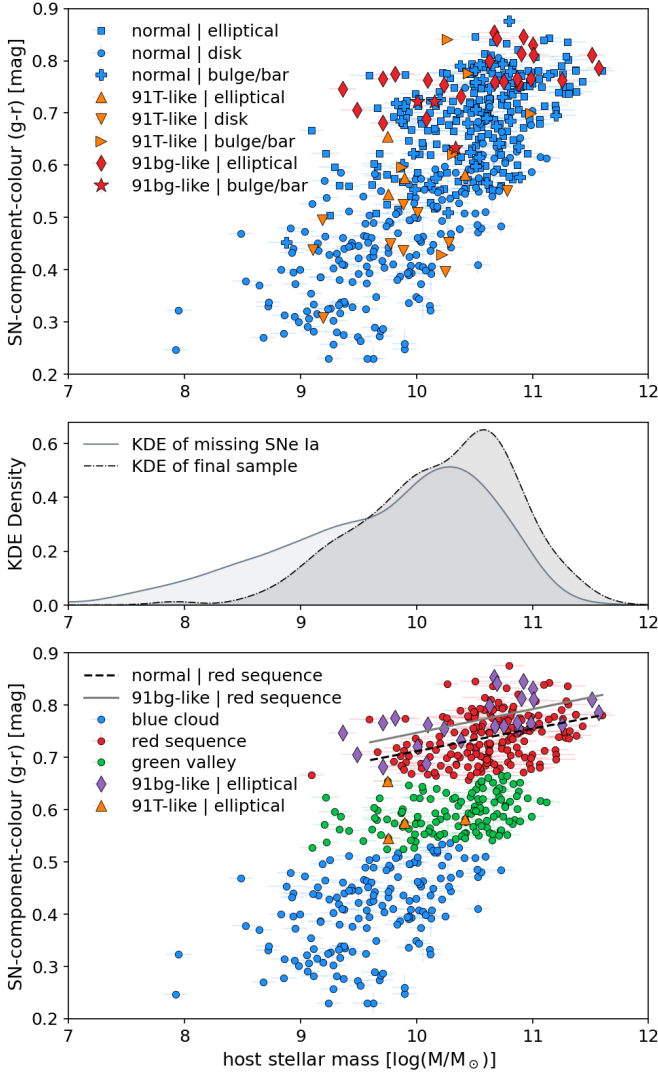 0.9
0.8
0.7
0.6
0.5
0.4
0.3
0.2
SN-component-colour (g-r) [mag]
normal | elliptical
normal | disk
normal | bulge/bar
91T-like | elliptical
91T-like | disk
91T-like | bulge/bar
91bg-like | elliptical
91bg-like | bulge/bar
7 8 9 10 11 12
0.6
0.4
0.2
0.0
KDE Density
KDE of missing SNe Ia
KDE of final sample
7 8 9 10 11 12
0.9
0.8
0.7
0.6
0.5
0.4
0.3
0.2
SN-component-colour (g-r) [mag]
normal | red sequence
91bg-like | red sequence
blue cloud
red sequence
green valley
91bg-like | elliptical
91T-like | elliptical
7 8 9 10 11 12
host stellar mass [log(M/M☉)]